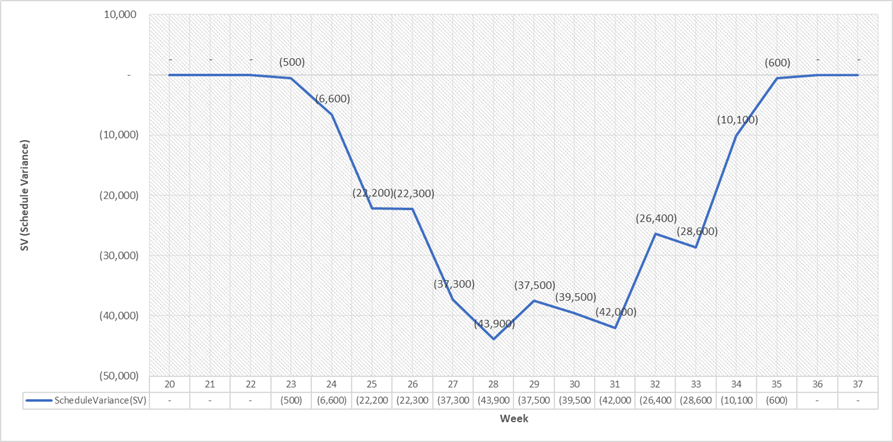 10,000
- - - (500) (600) - -
-
(6,600)
(10,000) (10,100)
(20,000) (22,200) (22,300)
(26,400)
(28,600)
(30,000)
(37,300) (37,500)
(39,500)
(40,000) (43,900) (42,000)
(50,000)
SV (Schedule Variance)
20 21 22 23 24 25 26 27 28 29 30 31 32 33 34 35 36 37
Schedule Variance (SV) - - - (500) (6,600) (22,200 (22,300 (37,300 (43,900 (37,500 (39,500 (42,000 (26,400 (28,600 (10,100 (600) - -
Week